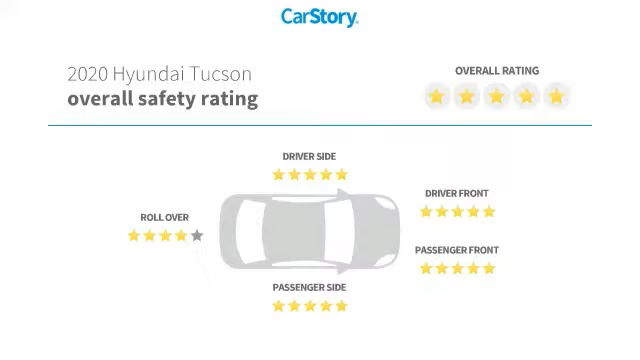 CarStory
2020 Hyundai Tucson
overall safety rating
OVERALL RATING
DRIVER SIDE
DRIVER FRONT
ROLL OVER
PASSENGER FRONT
PASSENGER SIDE